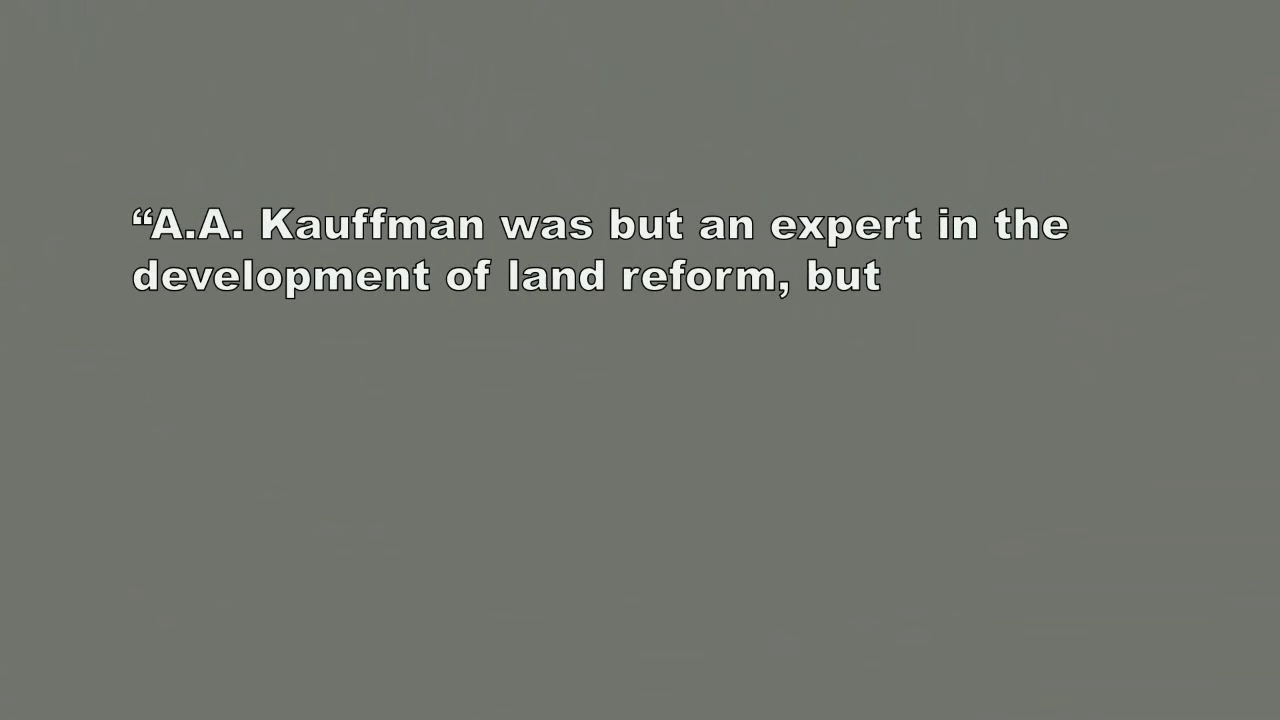 “A.A. Kauffman was but an expert in the
development of land reform, but